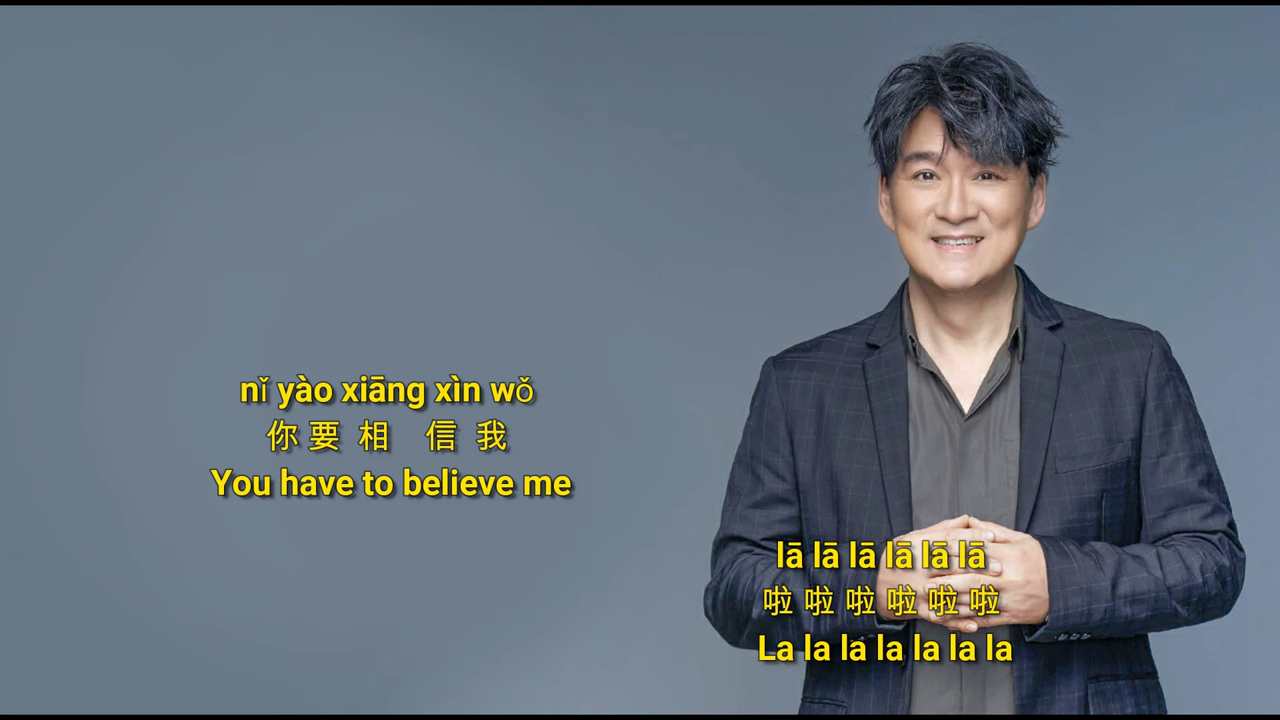 nǐ yào xiāng xìn wǒ
你 要 相 信 我
You have to believe me
lā lā lā lā lā lā
啦 啦 啦 啦 啦 啦
La la la la la la la